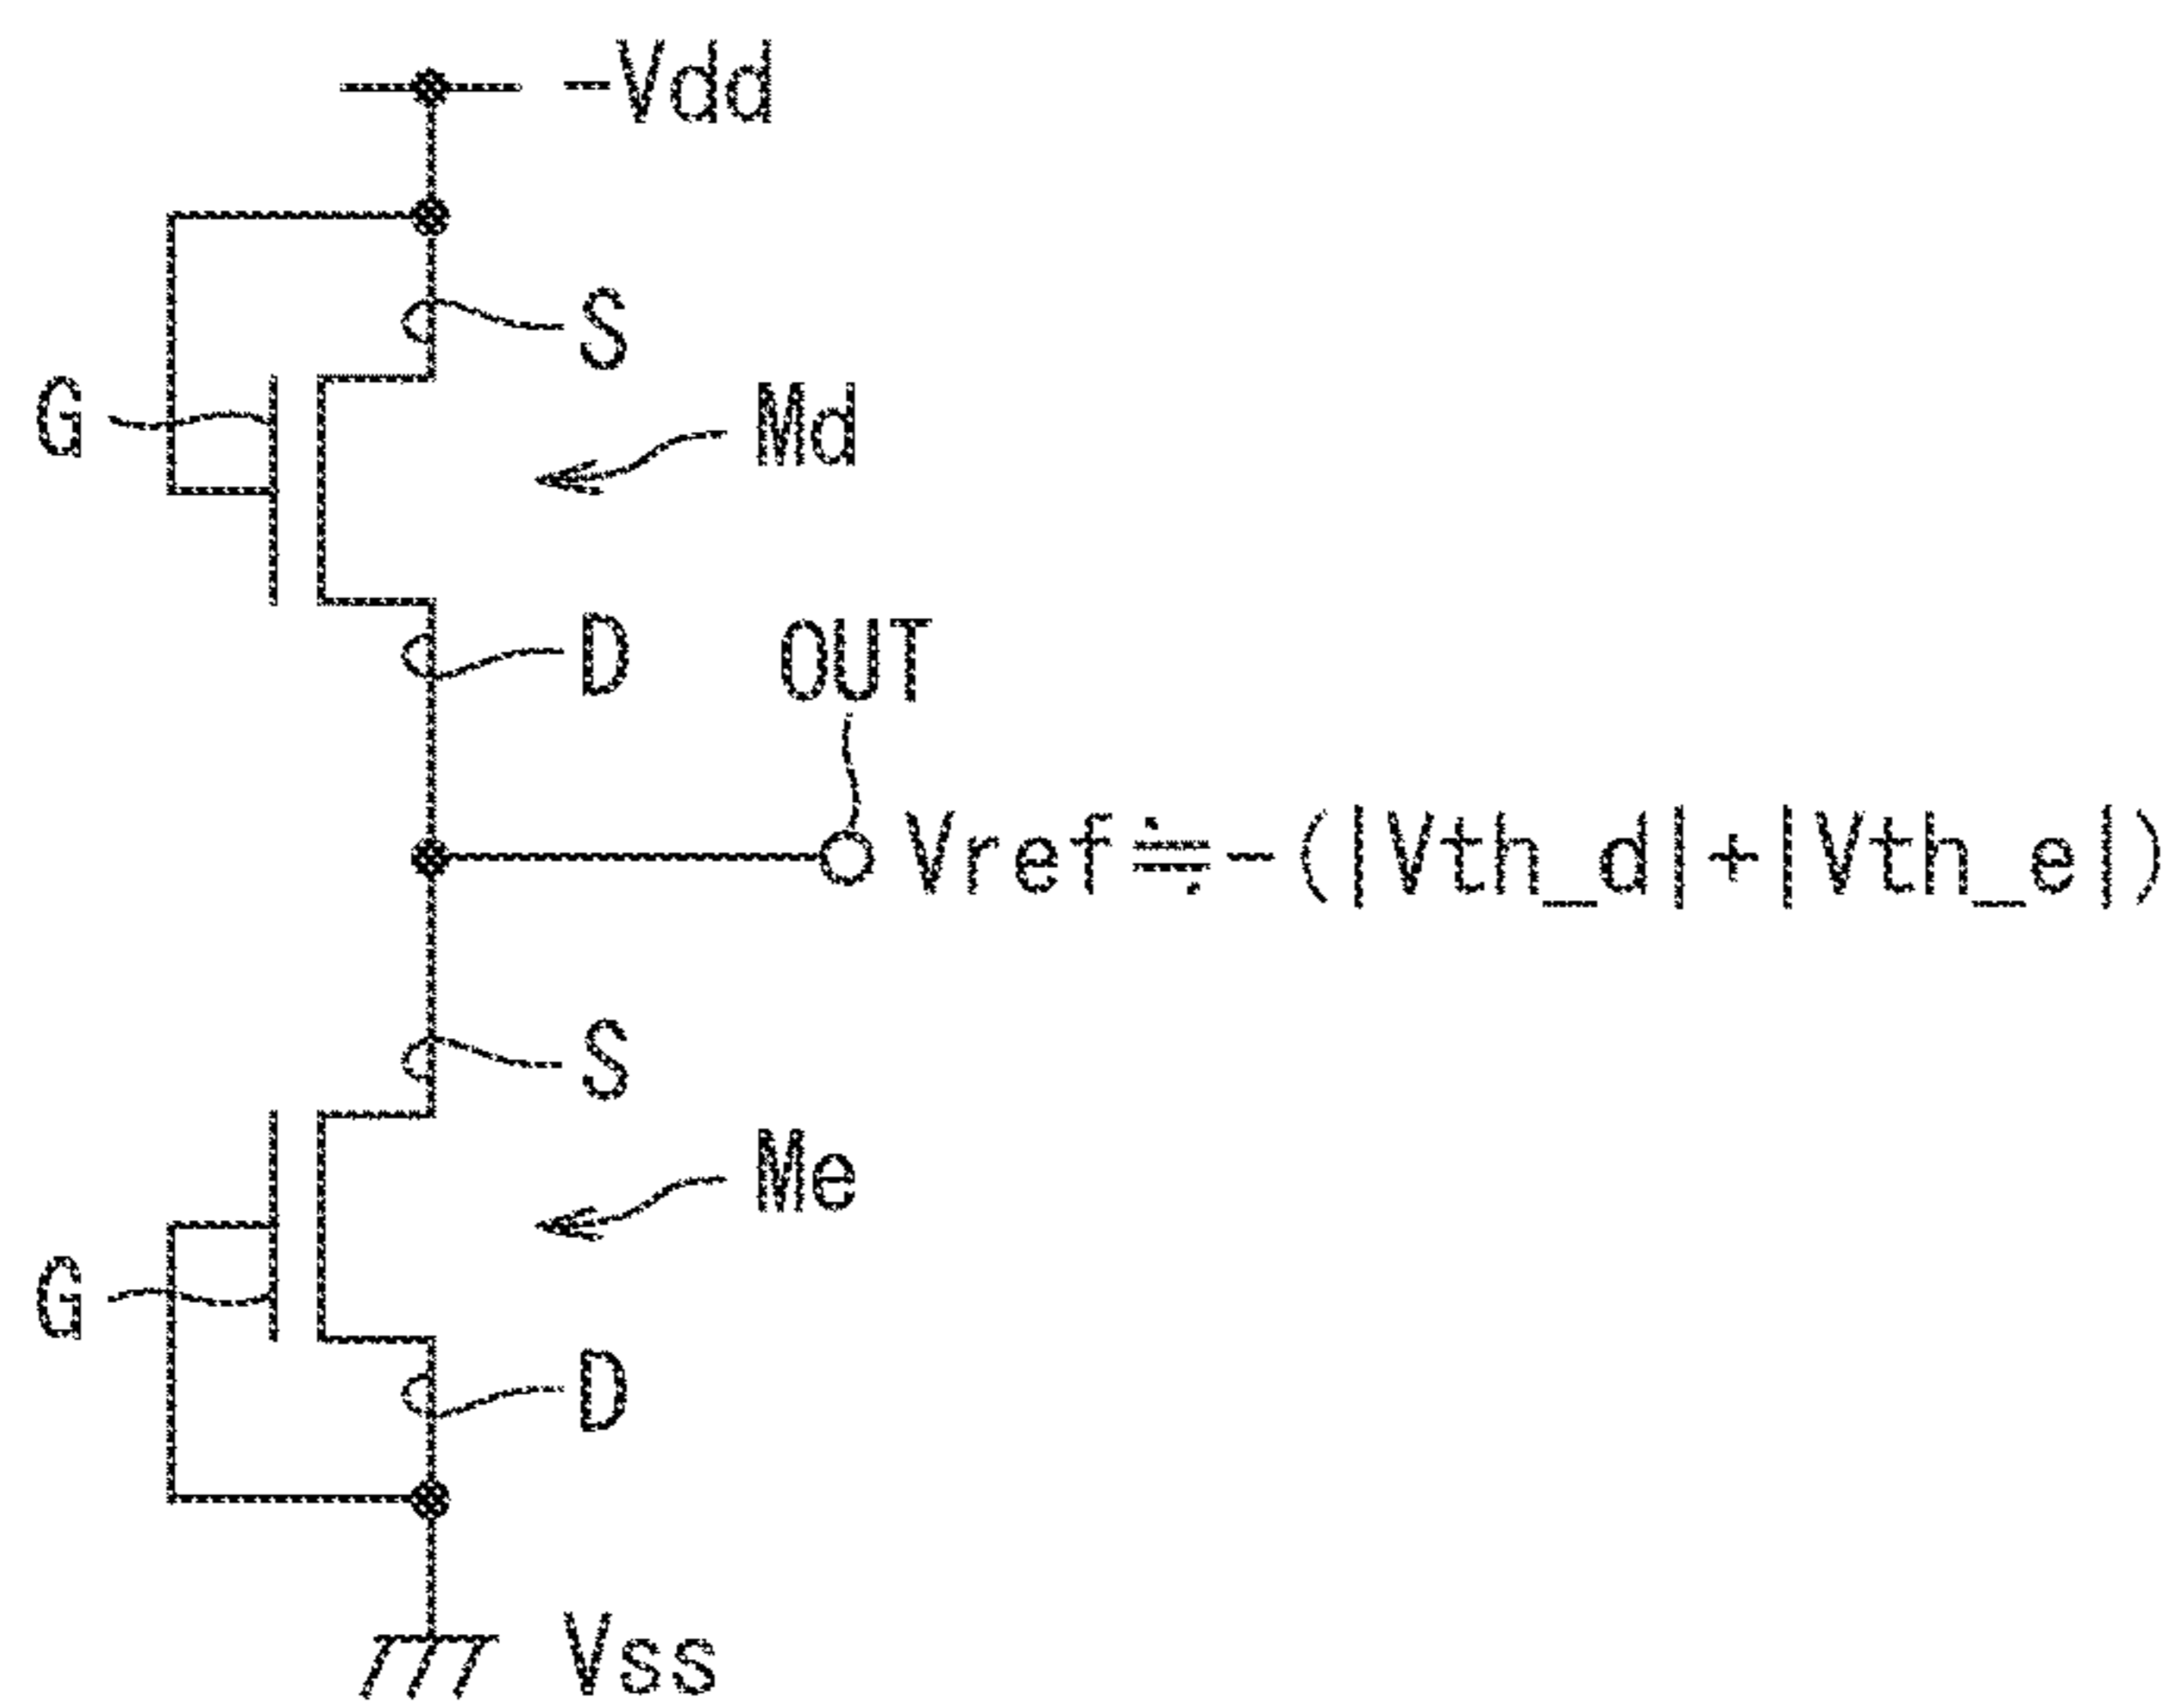 -Vdd
S
G
Md
D
OUT
Vref≒-(|Vth_d|+|Vth_e|)
S
Me
G
D
Vss